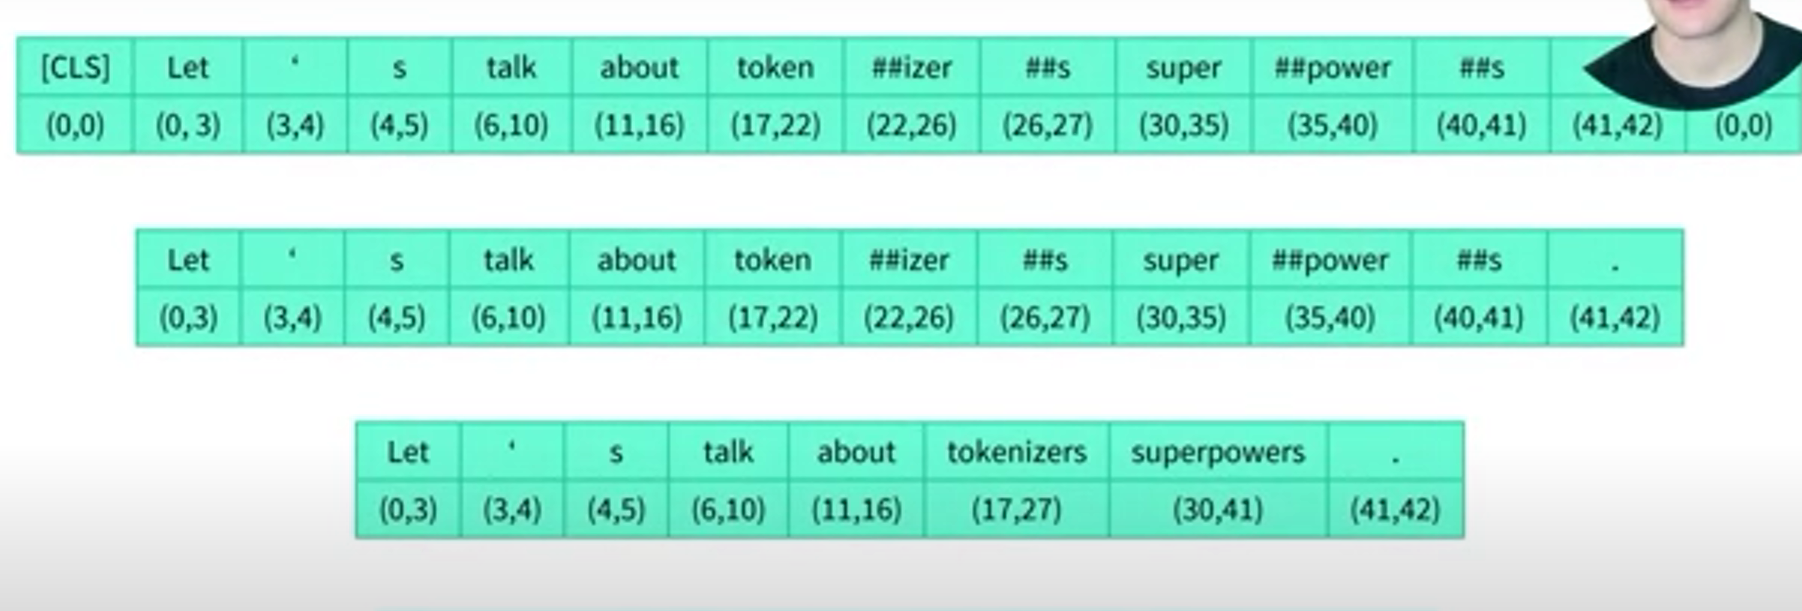 [CLS] Let ‘ s talk about token ##izer ##s super ##power ##s
(0,0) (0, 3) (3,4) (4,5) (6,10) (11,16) (17,22) (22,26) (26,27) (30,35) (35,40) (40,41) (41,42) (0,0)
Let ‘ s talk about token ##izer ##s super ##power ##s .
(0,3) (3,4) (4,5) (6,10) (11,16) (17,22) (22,26) (26,27) (30,35) (35,40) (40,41) (41,42)
Let ‘ s talk about tokenizers superpowers .
(0,3) (3,4) (4,5) (6,10) (11,16) (17,27) (30,41) (41,42)